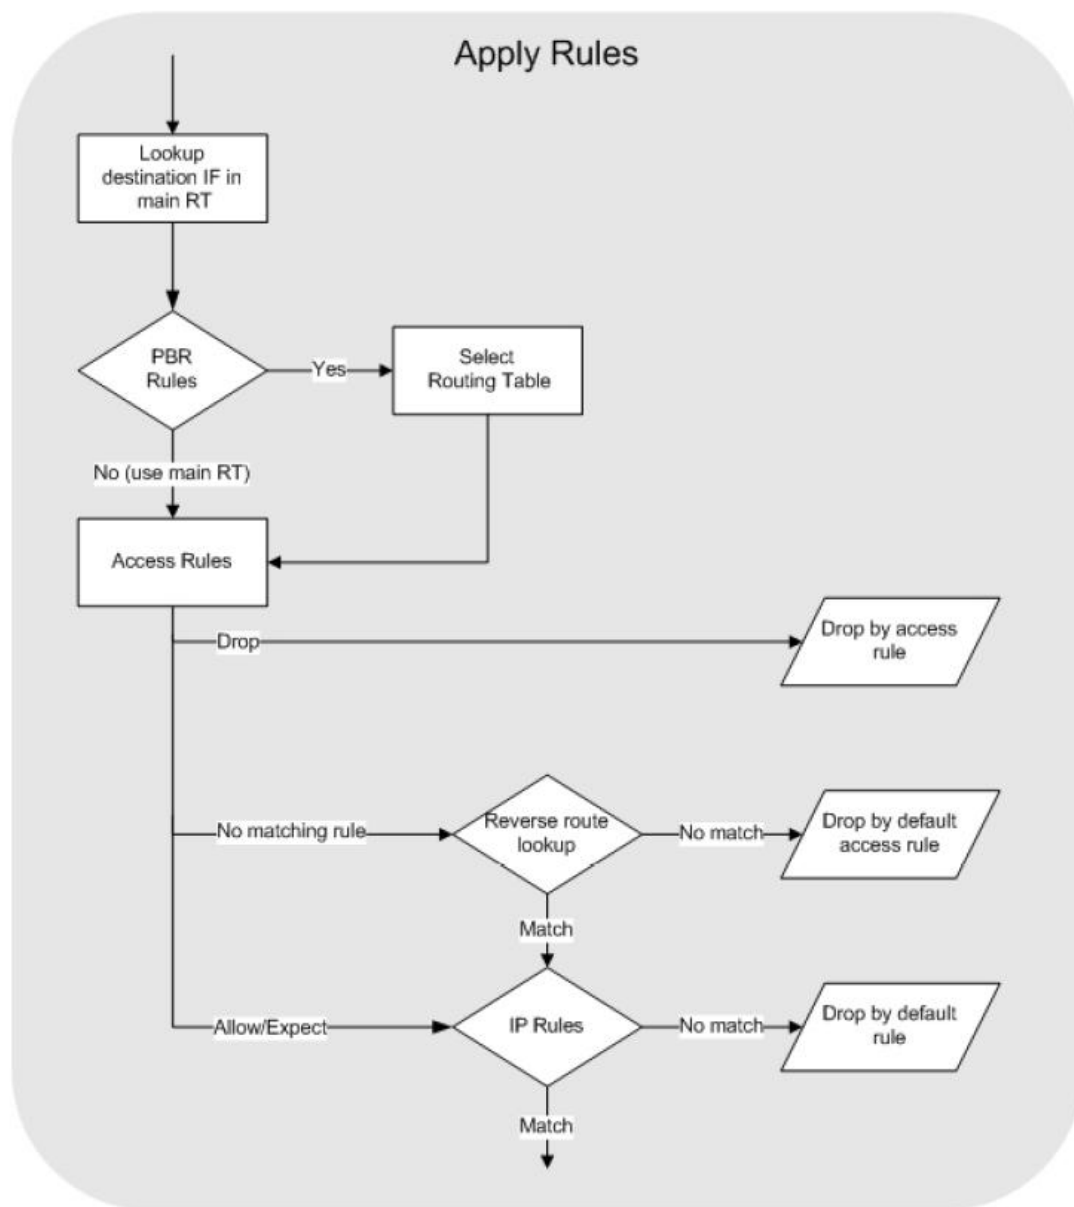 Apply Rules
Lookup
destination IF in
main RT
PBR
Rules
Yes
Select
Routing Table
No (use main RT)
Access Rules
Drop
Drop by access
rule
No matching rule
Reverse route
lookup
No match
Drop by default
access rule
Match
Allow/Expect
IP Rules
No match
Drop by default
rule
Match